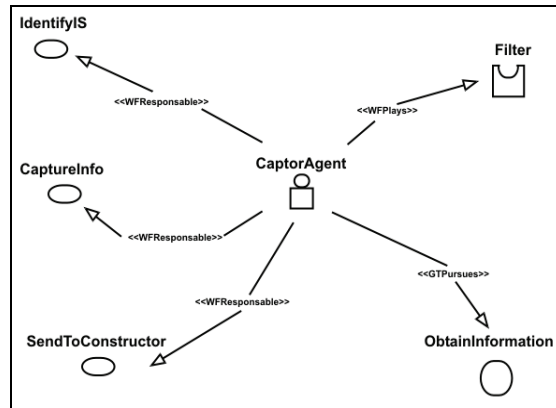 IdentifyIS
Filter
<<WFResponsable>>
<<WFPlays>>
CaptorAgent
CaptureInfo
<<WFResponsable>>
<<GTPursues>>
<<WFResponsable>>
SendToConstructor
ObtainInformation